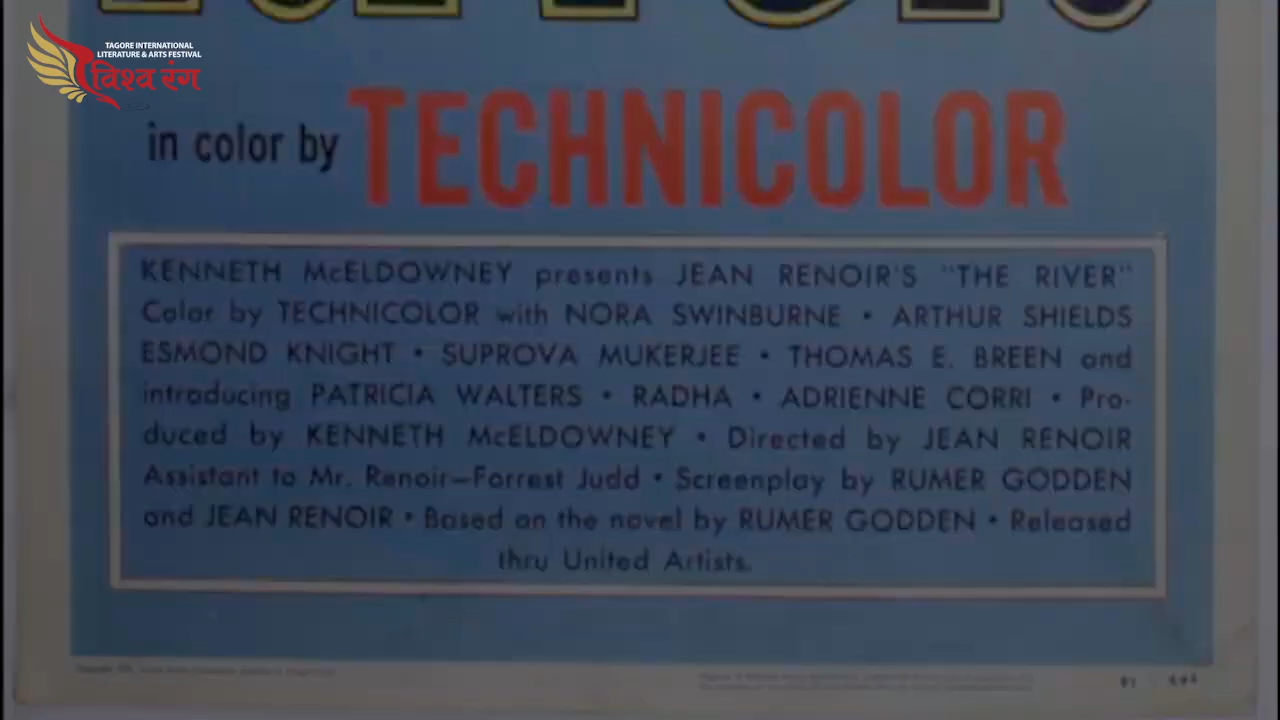 TAGORE INTERNATIONAL
LITERATURE & ARTS FESTIVAL
विश्व रंग
in color by TECHNICOLOR
KENNETH McELDOWNEY presents JEAN RENOIR'S "THE RIVER"
Color by TECHNICOLOR with NORA SWINBURNE • ARTHUR SHIELDS
ESMOND KNIGHT • SUPROVA MUKERJEE • THOMAS E. BREEN and
introducing PATRICIA WALTERS • RADHA • ADRIENNE CORRI • Pro-
duced by KENNETH McELDOWNEY • Directed by JEAN RENOIR
Assistant to Mr. Renoir—Forrest Judd • Screenplay by RUMER GODDEN
and JEAN RENOIR • Based on the novel by RUMER GODDEN • Released
thru United Artists.